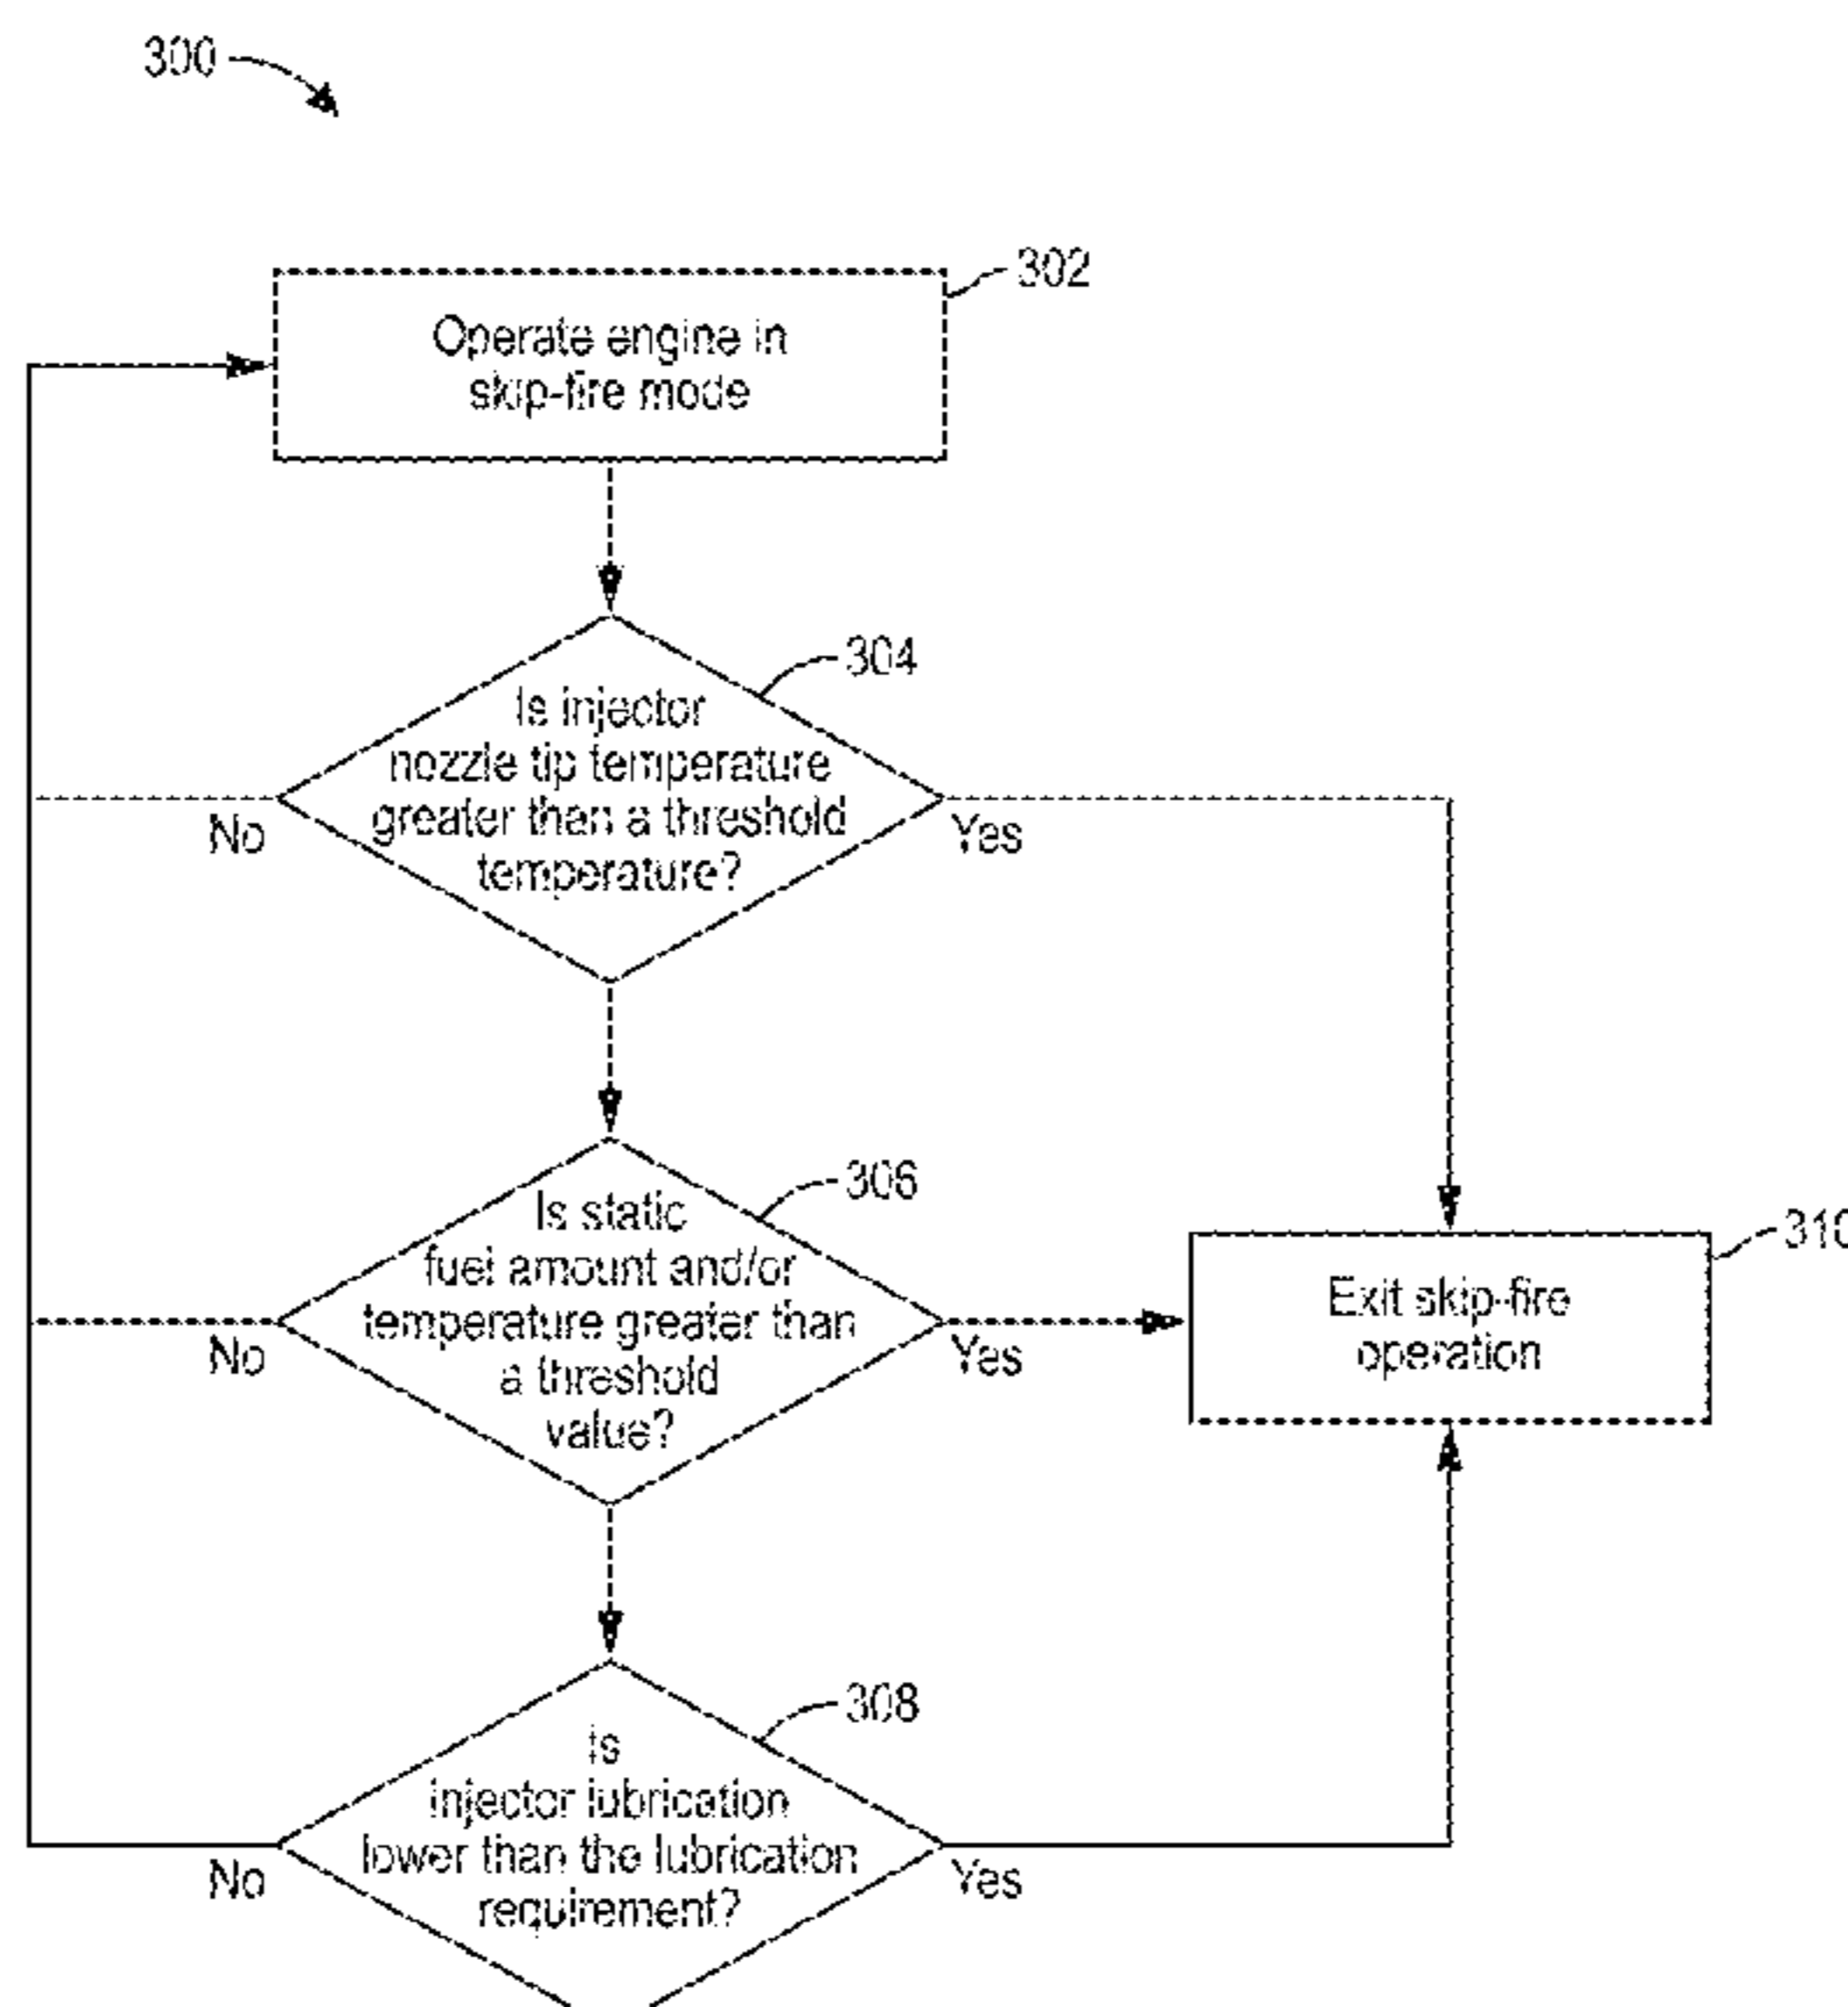 300
302
Operate engine in
skip-fire mode
304
Is injector
nozzle tip temperature
greater than a threshold
temperature?
No
Yes
306
Is static
fuel amount and/or
temperature greater than
a threshold
value?
No
Yes
310
Exit skip-fire
operation
308
Is
injector lubrication
lower than the lubrication
requirement?
No
Yes